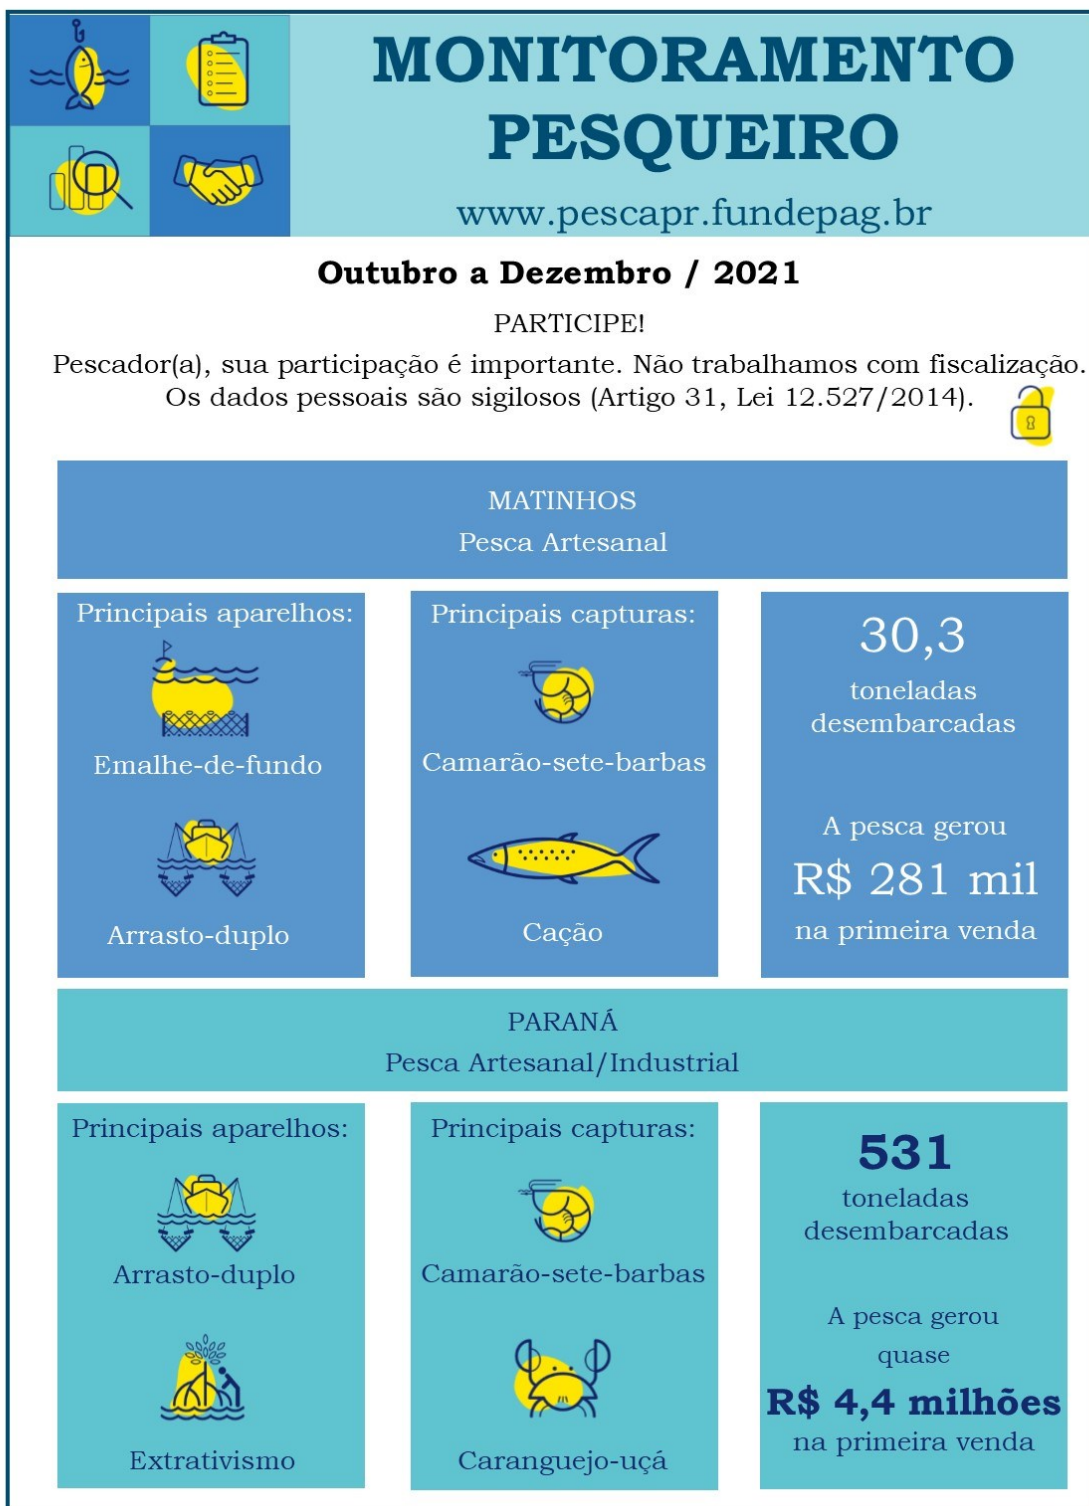 MONITORAMENTO
PESQUEIRO
www.pescapr.fundepag.br
Outubro a Dezembro / 2021
PARTICIPE!
Pescador(a), sua participação é importante. Não trabalhamos com fiscalização.
Os dados pessoais são sigilosos (Artigo 31, Lei 12.527/2014).
MATINHOS
Pesca Artesanal
Principais aparelhos:
Emalhe-de-fundo
Arrasto-duplo
Principais capturas:
Camarão-sete-barbas
Cação
30,3
toneladas
desembarcadas
A pesca gerou
R$ 281 mil
na primeira venda
PARANÁ
Pesca Artesanal/Industrial
Principais aparelhos:
Arrasto-duplo
Extrativismo
Principais capturas:
Camarão-sete-barbas
Caranguejo-uçá
531
toneladas
desembarcadas
A pesca gerou
quase
R$ 4,4 milhões
na primeira venda